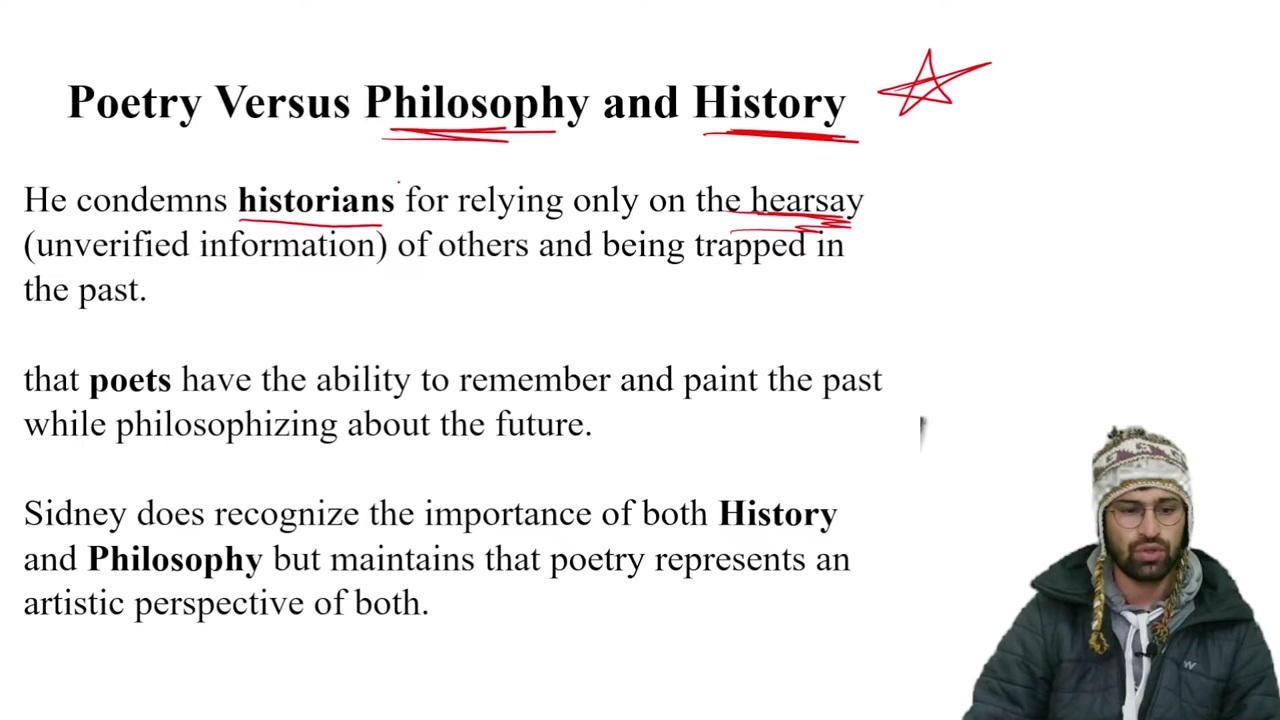 Poetry Versus Philosophy and History
He condemns historians for relying only on the hearsay
(unverified information) of others and being trapped in
the past.
that poets have the ability to remember and paint the past
while philosophizing about the future.
Sidney does recognize the importance of both History
and Philosophy but maintains that poetry represents an
artistic perspective of both.
W